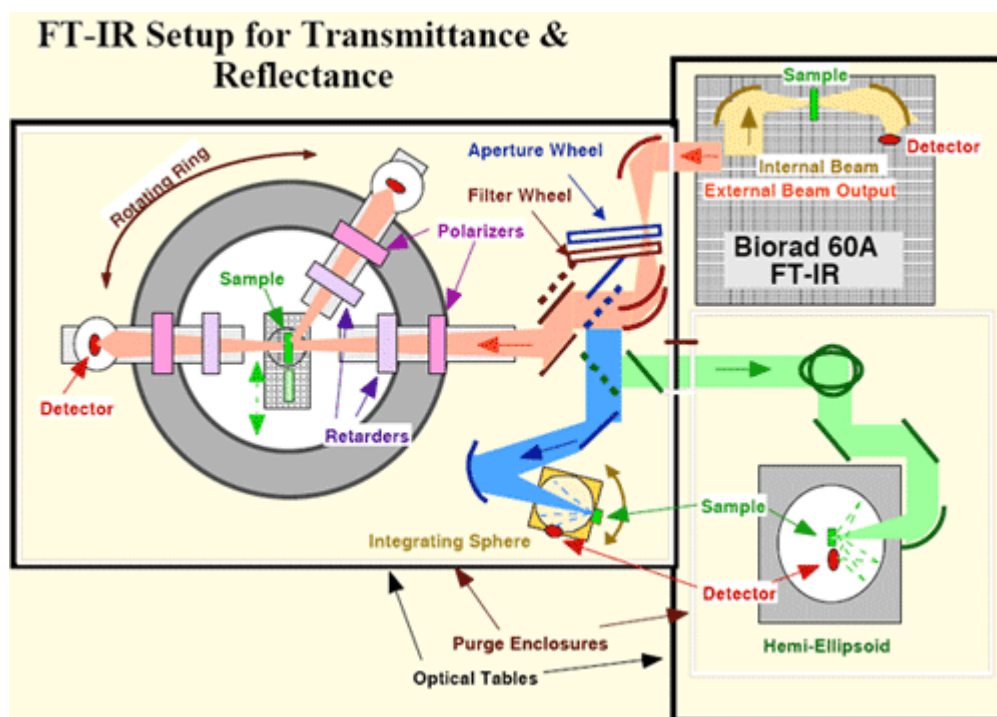 FT-IR Setup for Transmittance &
Reflectance
Sample
Detector
Internal Beam
External Beam Output
Biorad 60A
FT-IR
Aperture Wheel
Filter Wheel
Rotating Ring
Polarizers
Sample
Detector
Retarders
Integrating Sphere
Sample
Detector
Hemi-Ellipsoid
Purge Enclosures
Optical Tables